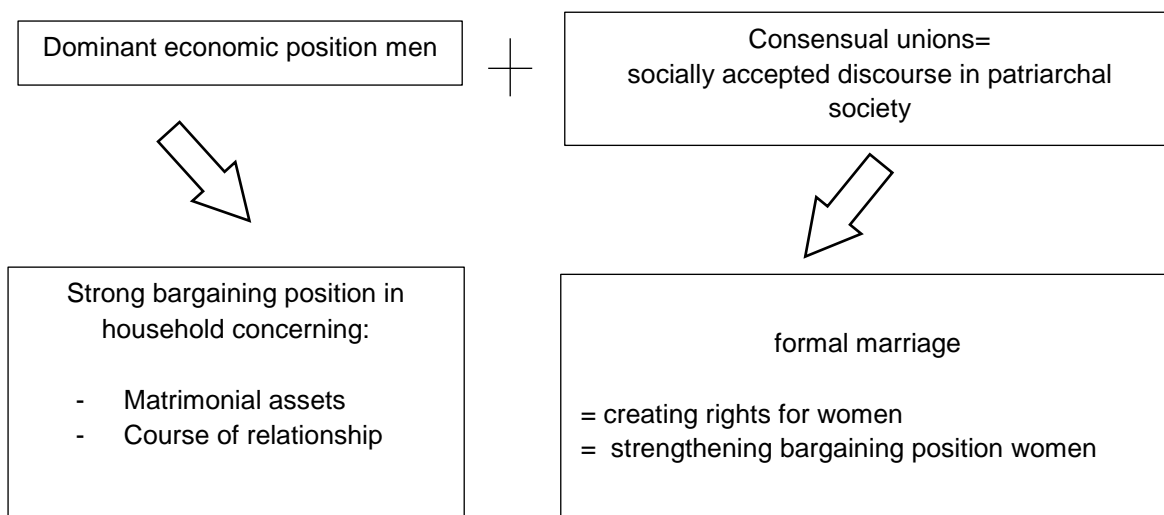 Dominant economic position men
Consensual unions=
socially accepted discourse in patriarchal
society
Strong bargaining position in
household concerning:
- Matrimonial assets
- Course of relationship
formal marriage
= creating rights for women
= strengthening bargaining position women